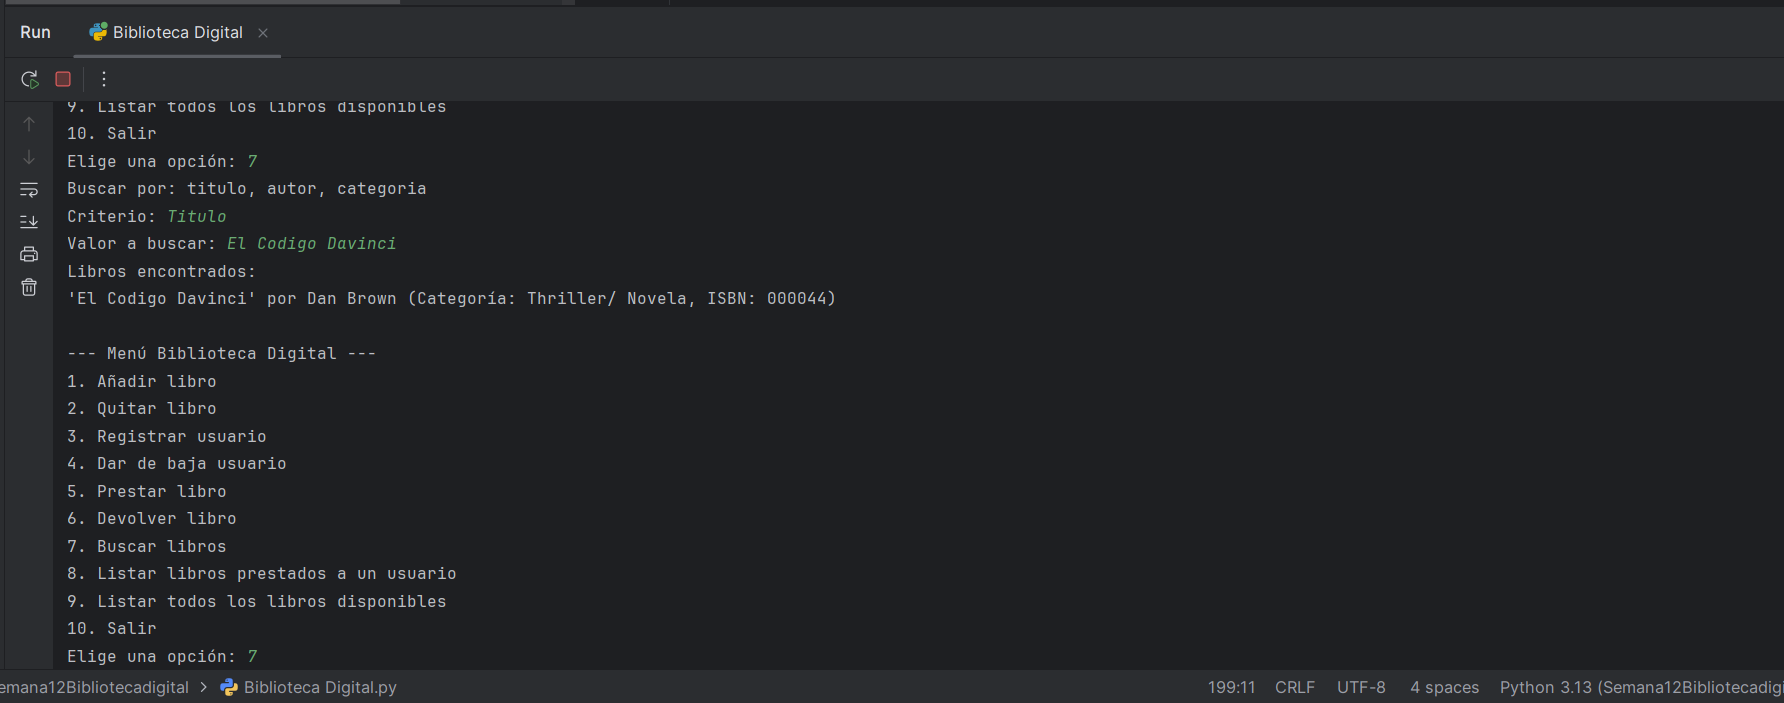 Run
Biblioteca Digital
9. Listar todos los libros disponibles
10. Salir
Elige una opción: 7
Buscar por: titulo, autor, categoria
Criterio: Titulo
Valor a buscar: El Codigo Davinci
Libros encontrados:
'El Codigo Davinci' por Dan Brown (Categoría: Thriller/ Novela, ISBN: 000044)
--- Menú Biblioteca Digital ---
1. Añadir libro
2. Quitar libro
3. Registrar usuario
4. Dar de baja usuario
5. Prestar libro
6. Devolver libro
7. Buscar libros
8. Listar libros prestados a un usuario
9. Listar todos los libros disponibles
10. Salir
Elige una opción: 7
emana12Bibliotecadigital > Biblioteca Digital.py
199:11 CRLF UTF-8 4 spaces Python 3.13 (Semana12Bibliotecadigi